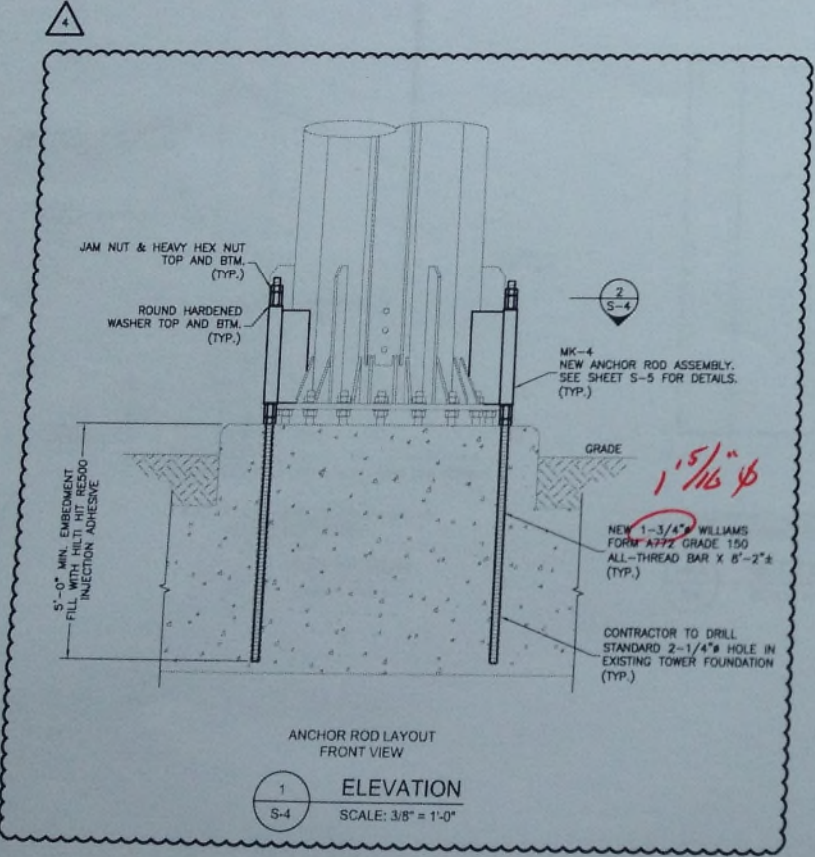 4
JAM NUT & HEAVY HEX NUT
TOP AND BTM.
(TYP.)
ROUND HARDENED
WASHER TOP AND BTM.
(TYP.)
2
S-4
MK-4
NEW ANCHOR ROD ASSEMBLY.
SEE SHEET S-5 FOR DETAILS.
(TYP.)
GRADE
1 15/16" ϕ
NEW 1-3/4"ø WILLIAMS
FORM A772 GRADE 150
ALL-THREAD BAR X 8'-2"±
(TYP.)
5'-0" MIN. EMBEDMENT
FILL WITH HILTI HIT RE500
INJECTION ADHESIVE
CONTRACTOR TO DRILL
STANDARD 2-1/4"ø HOLE IN
EXISTING TOWER FOUNDATION
(TYP.)
ANCHOR ROD LAYOUT
FRONT VIEW
1
S-4
ELEVATION
SCALE: 3/8" = 1'-0"